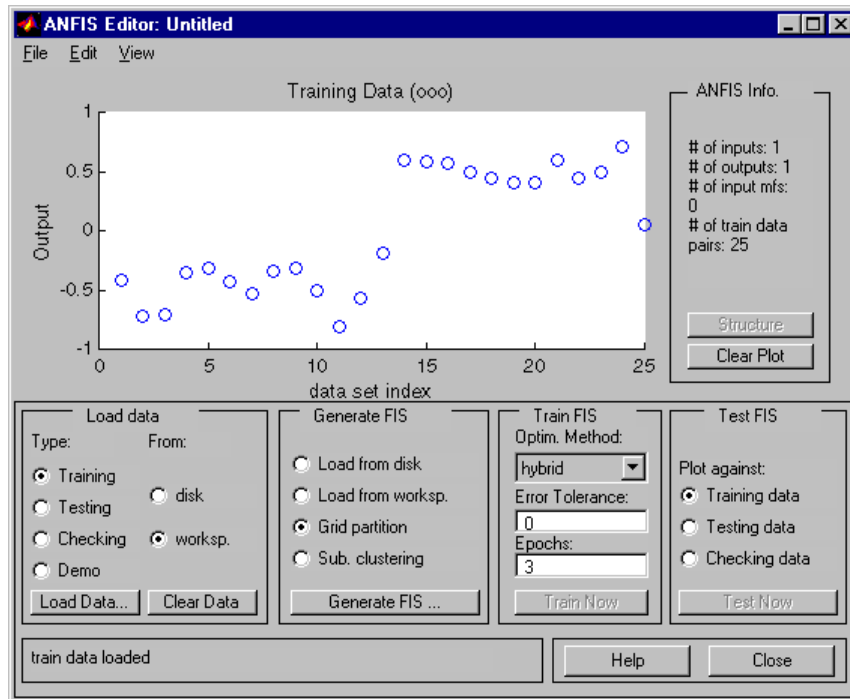 ANFIS Editor: Untitled
File Edit View
Training Data (ooo)
1
0.5
0
-0.5
-1
Output
0 5 10 15 20 25
data set index
ANFIS Info.
# of inputs: 1
# of outputs: 1
# of input mfs:
0
# of train data
pairs: 25
Structure
Clear Plot
Load data
Type: From:
Training
disk
Testing
Checking worksp.
Demo
Load Data... Clear Data
Generate FIS
Load from disk
Load from worksp.
Grid partition
Sub. clustering
Generate FIS ...
Train FIS
Optim. Method:
hybrid
Error Tolerance:
0
Epochs:
3
Train Now
Test FIS
Plot against:
Training data
Testing data
Checking data
Test Now
train data loaded
Help Close